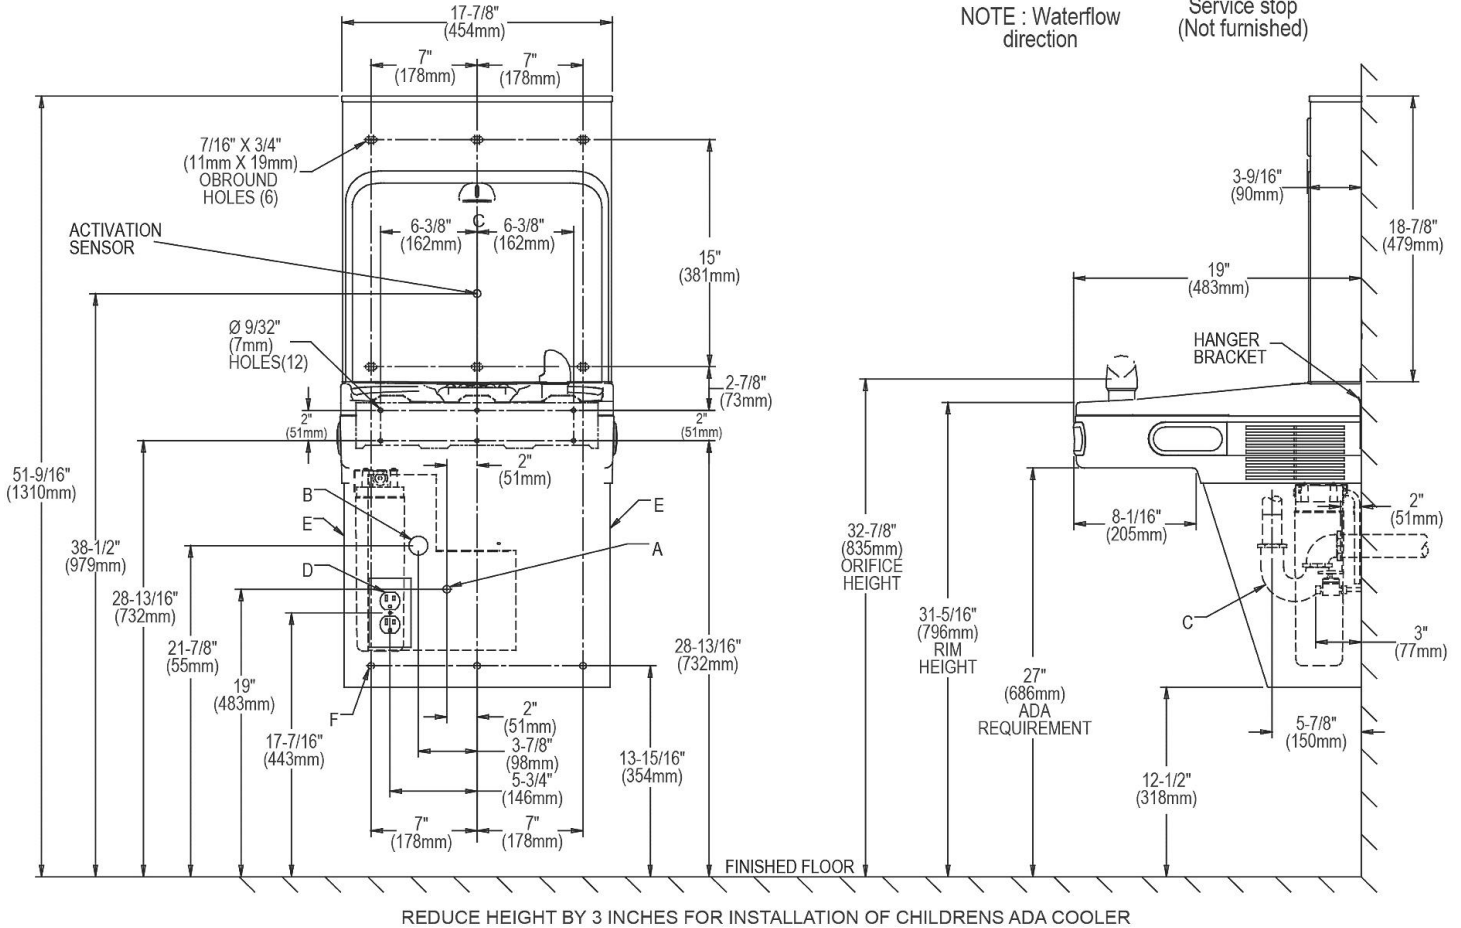 17-7/8"
(454mm)
7"
(178mm)
7"
(178mm)
NOTE : Waterflow
direction
Service stop
(Not furnished)
7/16" X 3/4"
(11mm X 19mm)
OBROUND
HOLES (6)
ACTIVATION
SENSOR
C
6-3/8"
(162mm)
6-3/8"
(162mm)
15"
(381mm)
Ø 9/32"
(7mm)
HOLES(12)
2-7/8"
(73mm)
2"
(51mm)
2"
(51mm)
51-9/16"
(1310mm)
2"
(51mm)
B
E
E
A
D
38-1/2"
(979mm)
28-13/16"
(732mm)
21-7/8"
(55mm)
19"
(483mm)
F
17-7/16"
(443mm)
28-13/16"
(732mm)
2"
(51mm)
3-7/8"
(98mm)
5-3/4"
(146mm)
13-15/16"
(354mm)
7"
(178mm)
7"
(178mm)
FINISHED FLOOR
3-9/16"
(90mm)
18-7/8"
(479mm)
19"
(483mm)
HANGER
BRACKET
32-7/8"
(835mm)
ORIFICE
HEIGHT
8-1/16"
(205mm)
2"
(51mm)
31-5/16"
(796mm)
RIM
HEIGHT
C
3"
(77mm)
27"
(686mm)
ADA
REQUIREMENT
5-7/8"
(150mm)
12-1/2"
(318mm)
REDUCE HEIGHT BY 3 INCHES FOR INSTALLATION OF CHILDRENS ADA COOLER